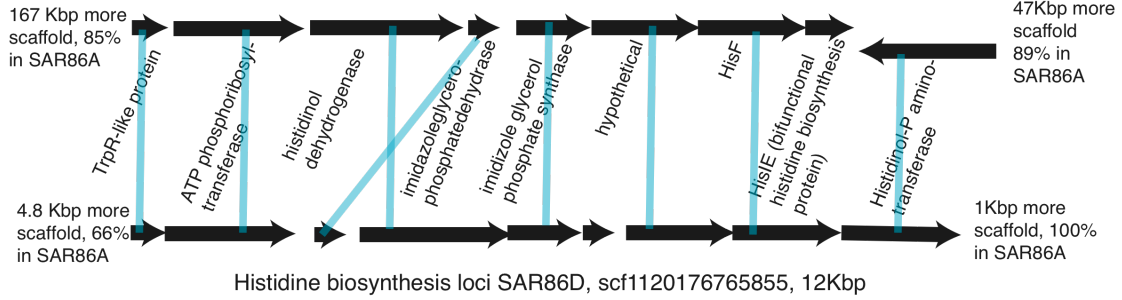 167 Kbp more
scaffold, 85%
in SAR86A
47Kbp more
scaffold
89% in
SAR86A
TrpR-like protein
ATP phosphoribosyl-
transferase
histidinol
dehydrogenase
imidazoleglycero-
phosphatedehydrase
imidizole glycerol
phosphate synthase
hypothetical
HisF
HisIE (bifunctional
histidine biosynthesis
protein)
Histidinol-P amino-
transferase
4.8 Kbp more
scaffold, 66%
in SAR86A
1Kbp more
scaffold, 100%
in SAR86A
Histidine biosynthesis loci SAR86D, scf1120176765855, 12Kbp